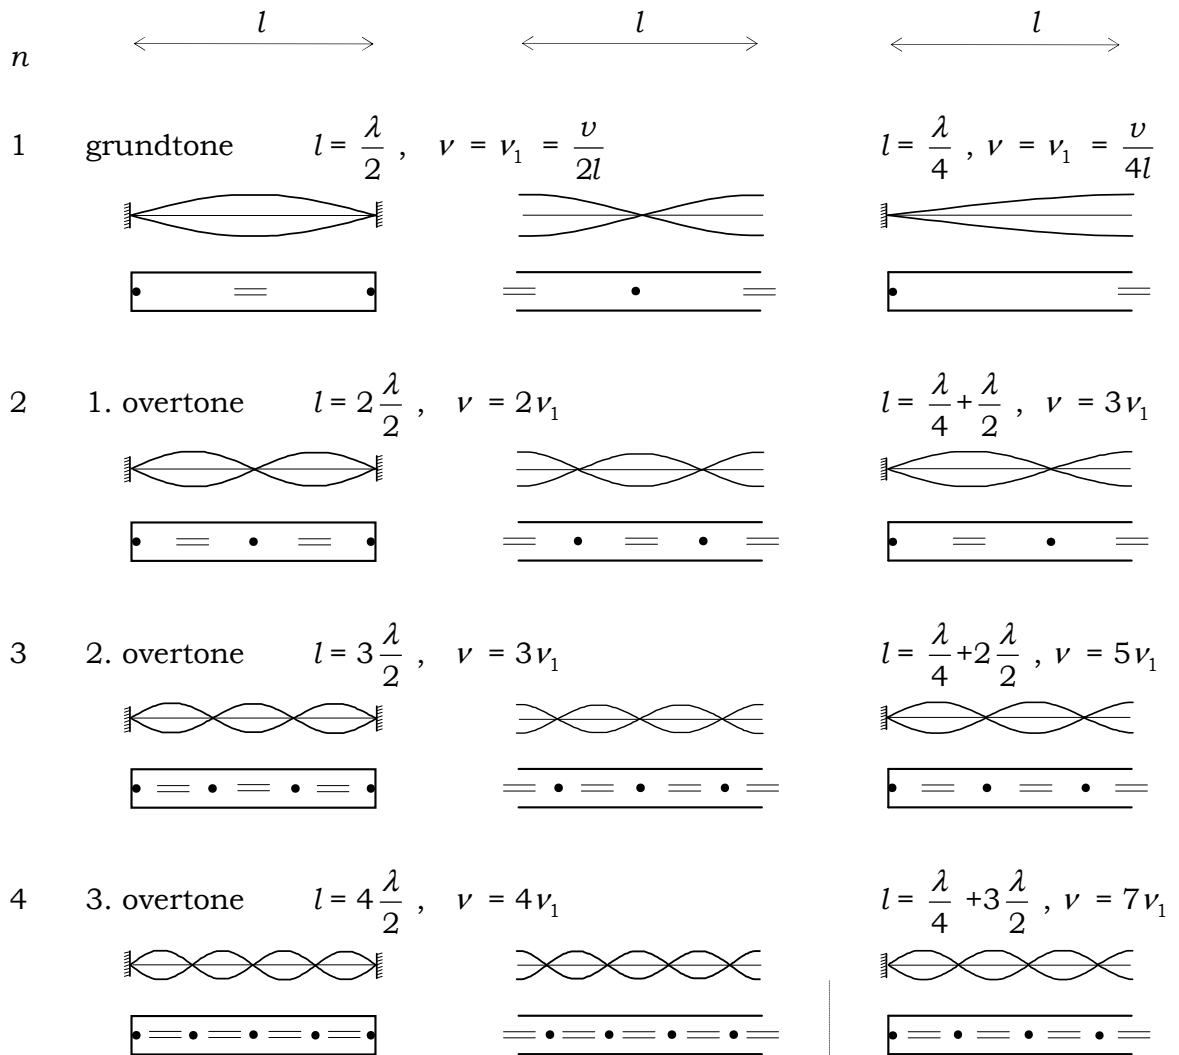 l l l
n
1 grundtone l = λ/2 , ν = ν₁ = v/2l l = λ/4 , ν = ν₁ = v/4l
2 1. overtone l = 2 λ/2 , ν = 2ν₁ l = λ/4 + λ/2 , ν = 3ν₁
3 2. overtone l = 3 λ/2 , ν = 3ν₁ l = λ/4 +2 λ/2 , ν = 5ν₁
4 3. overtone l = 4 λ/2 , ν = 4ν₁ l = λ/4 +3 λ/2 , ν = 7ν₁